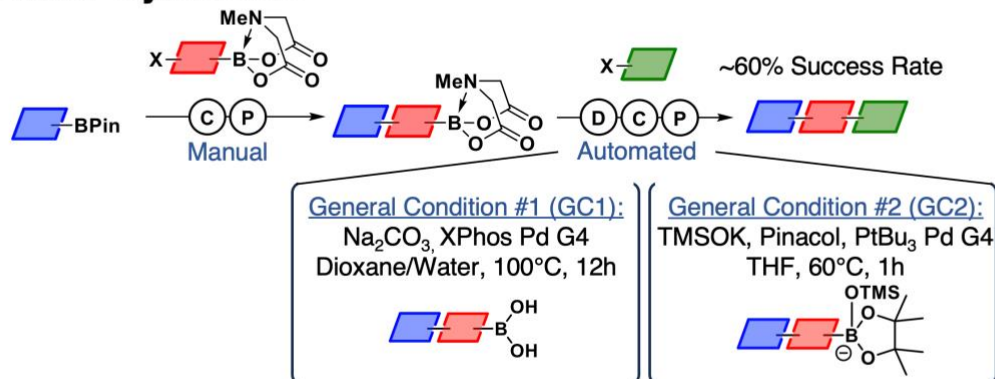 MeN
X
B
O
O
O
O
X
~60% Success Rate
BPin
C P
Manual
MeN
B
O
O
O
O
D C P
Automated
General Condition #1 (GC1):
Na₂CO₃, XPhos Pd G4
Dioxane/Water, 100°C, 12h
OH
B
OH
General Condition #2 (GC2):
TMSOK, Pinacol, PtBu₃ Pd G4
THF, 60°C, 1h
OTMS
B
O
O
⊖